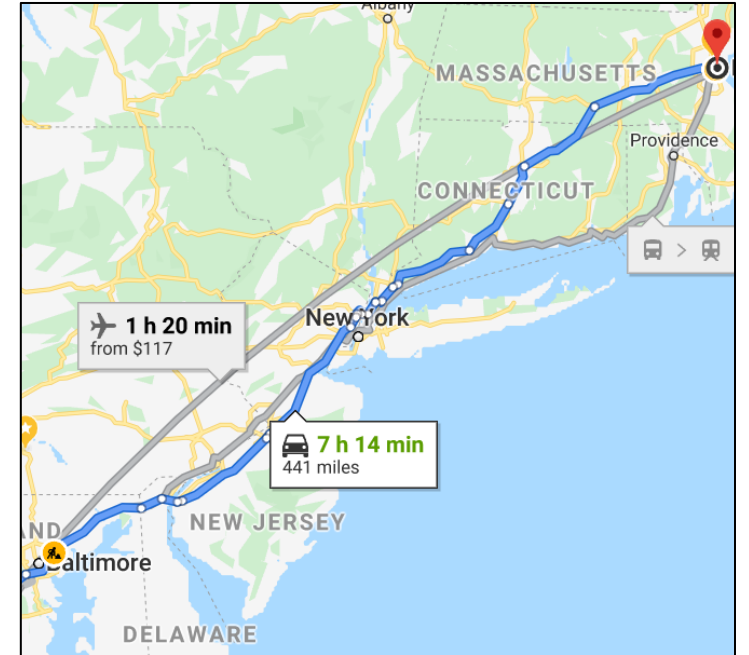 Albany
MASSACHUSETTS
Providence
CONNECTICUT
>
New York
1 h 20 min
from $117
7 h 14 min
441 miles
NEW JERSEY
AND
Baltimore
DELAWARE